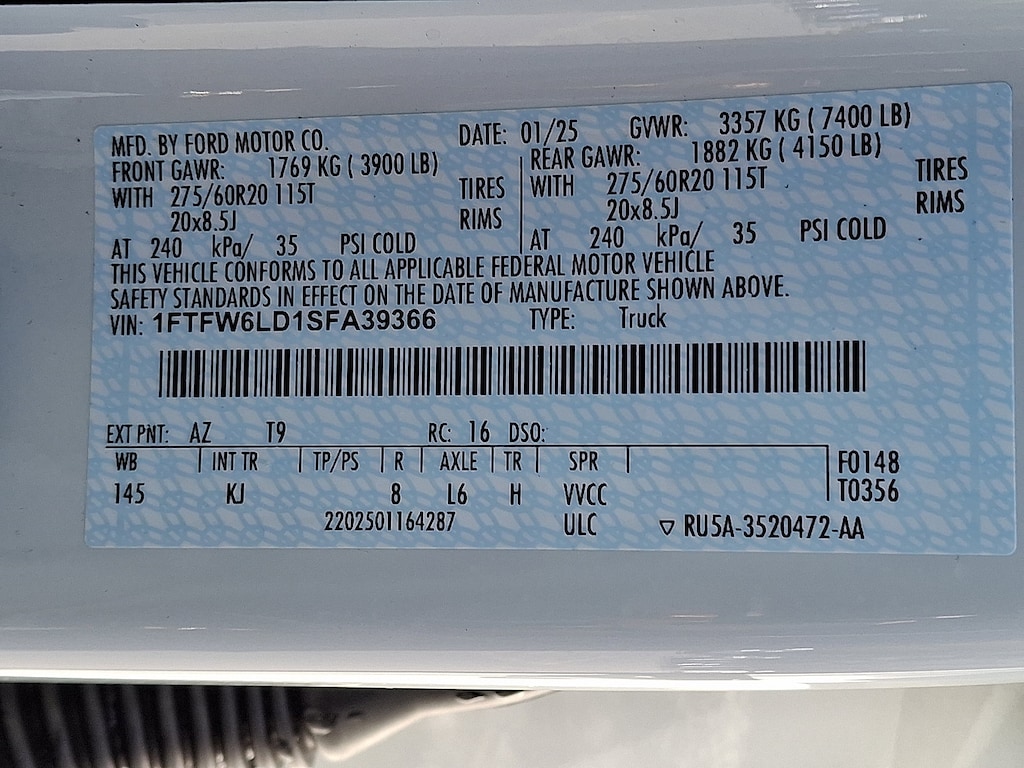 MFD. BY FORD MOTOR CO. DATE: 01/25 GVWR: 3357 KG ( 7400 LB)
FRONT GAWR: 1769 KG ( 3900 LB) REAR GAWR: 1882 KG ( 4150 LB)
WITH 275/60R20 115T TIRES WITH 275/60R20 115T TIRES
20x8.5J RIMS 20x8.5J RIMS
AT 240 kPa/ 35 PSI COLD AT 240 kPa/ 35 PSI COLD
THIS VEHICLE CONFORMS TO ALL APPLICABLE FEDERAL MOTOR VEHICLE
SAFETY STANDARDS IN EFFECT ON THE DATE OF MANUFACTURE SHOWN ABOVE.
VIN: 1FTFW6LD1SFA39366 TYPE: Truck
EXT PNT: AZ T9 RC: 16 DSO:
WB | INT TR | TP/PS | R | AXLE | TR | SPR | F0148
145 KJ 8 L6 H VVCC T0356
2202501164287 ULC ▽ RU5A-3520472-AA